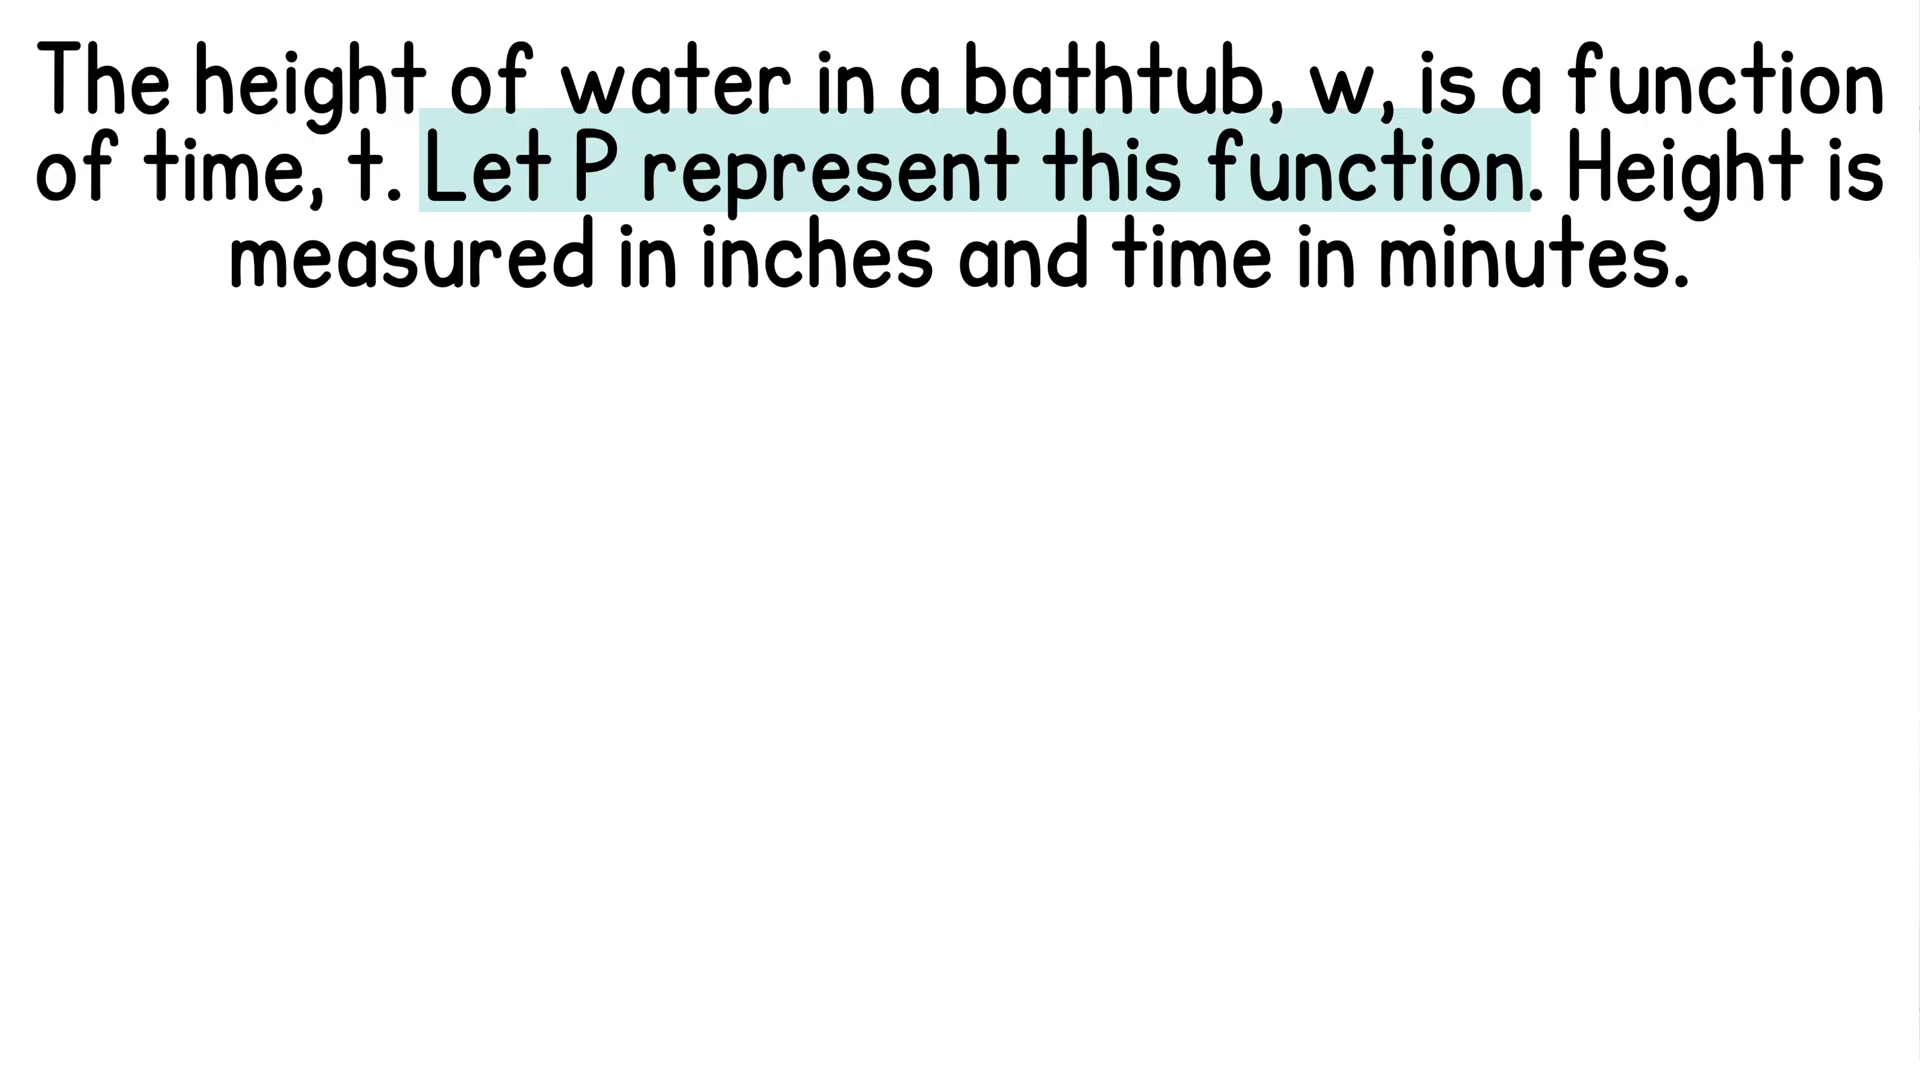 The height of water in a bathtub, w, is a function
of time, t. Let P represent this function. Height is
measured in inches and time in minutes.